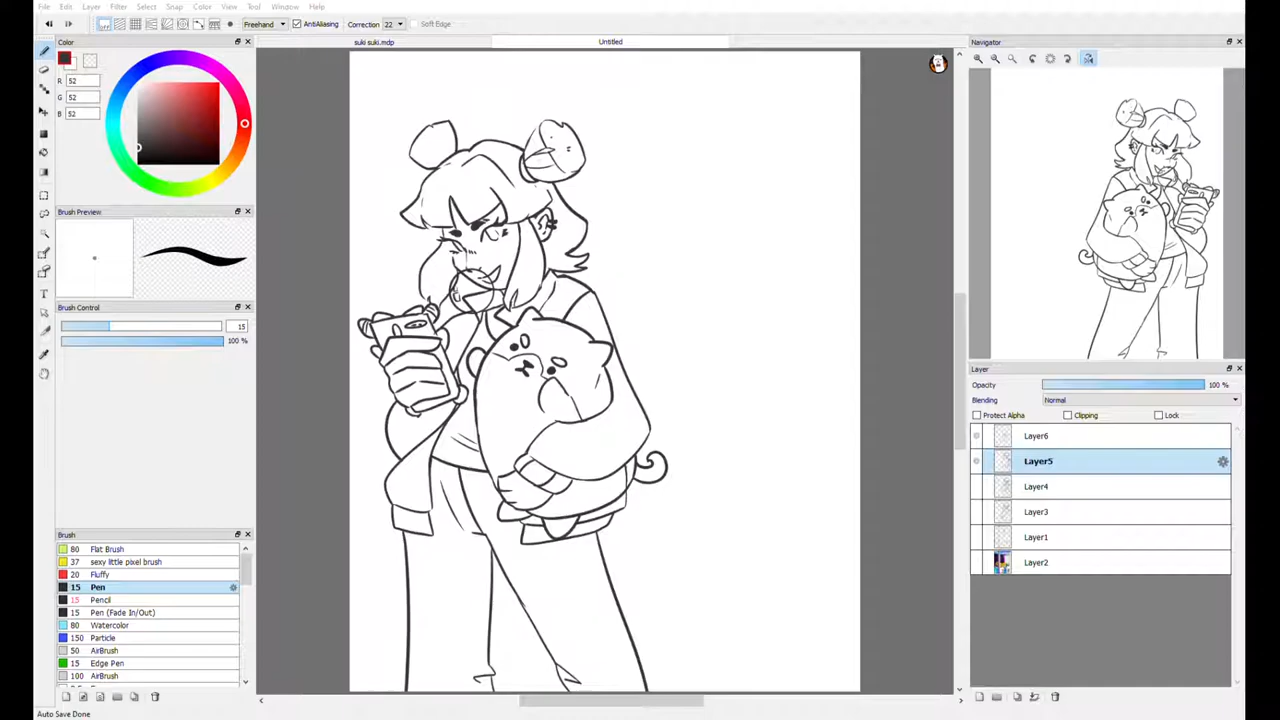 File Edit Layer Filter Select Snap Color View Tool Window Help
Freehand AntiAliasing Correction 22 Soft Edge
Color
suki suki.mdp Untitled
Navigator
R 52
G 52
B 52
Brush Preview
Brush Control
15
100 %
Layer
Opacity 100 %
Blending Normal
Protect Alpha Clipping Lock
Layer6
Layer5
Layer4
Layer3
Layer1
Layer2
Brush
80 Flat Brush
37 sexy little pixel brush
20 Fluffy
15 Pen
15 Pencil
15 Pen (Fade In/Out)
80 Watercolor
150 Particle
50 AirBrush
15 Edge Pen
100 AirBrush
Auto Save Done